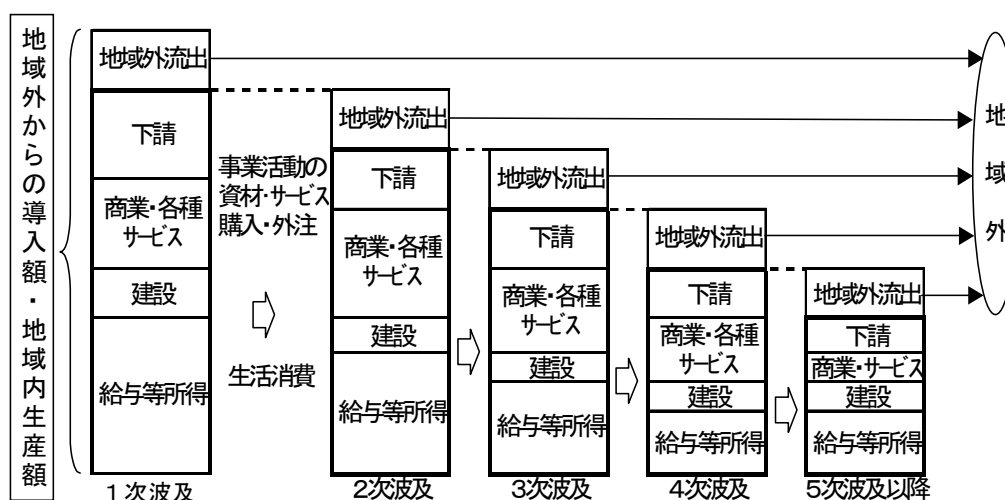 地域外からの導入額・地域内生産額
地域外流出
下請
商業・各種
サービス
建設
給与等所得
1次波及
事業活動の
資材・サービス
購入・外注
生活消費
地域外流出
下請
商業・各種
サービス
建設
給与等所得
2次波及
地域外流出
下請
商業・各種
サービス
建設
給与等所得
3次波及
地域外流出
下請
商業・各種
サービス
建設
給与等所得
4次波及
地域外流出
下請
商業・サービス
建設
給与等所得
5次波及以降
地域外